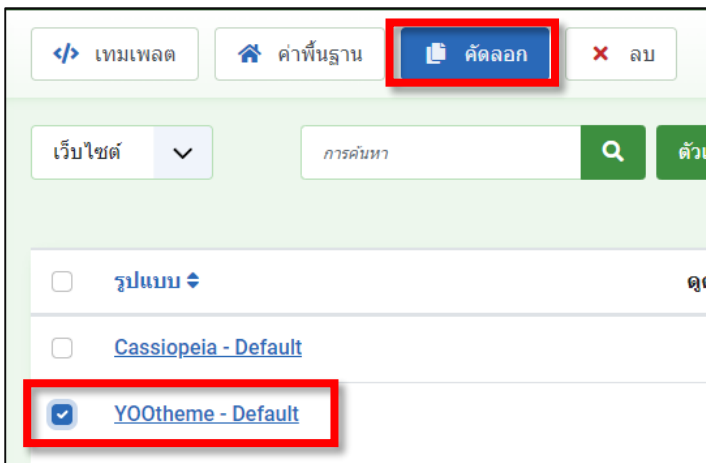 </> เทมเพลต ค่าพื้นฐาน คัดลอก ลบ
เว็บไซต์ การค้นหา
รูปแบบ
Cassiopeia - Default
YOOtheme - Default